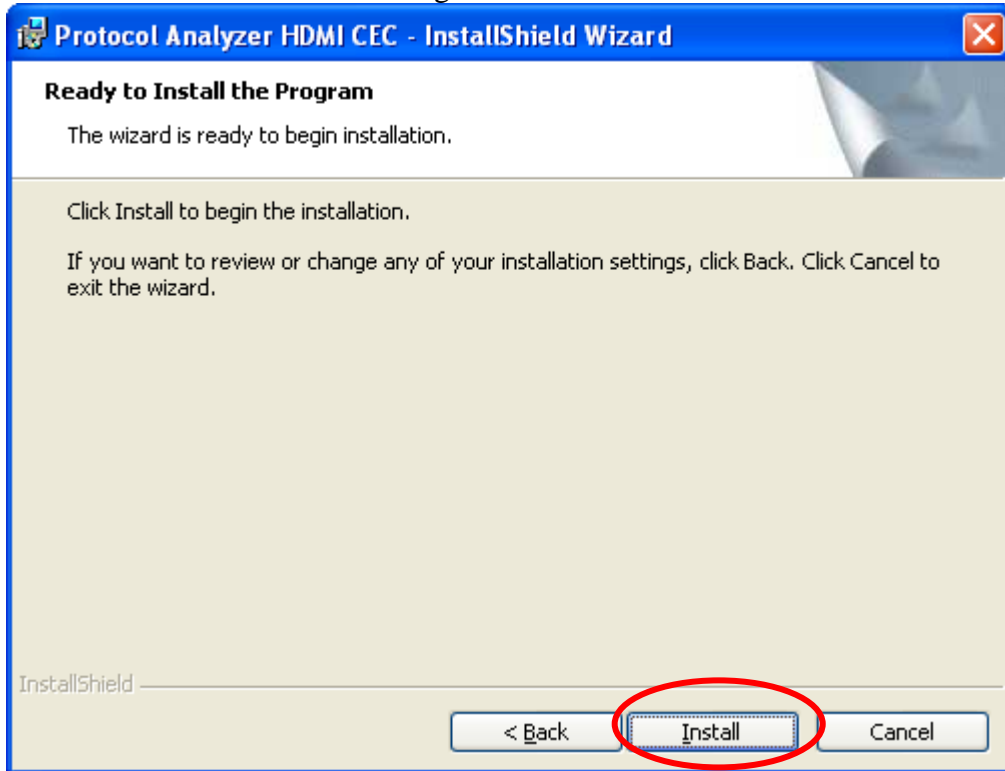 Protocol Analyzer HDMI CEC - InstallShield Wizard
Ready to Install the Program
The wizard is ready to begin installation.
Click Install to begin the installation.
If you want to review or change any of your installation settings, click Back. Click Cancel to
exit the wizard.
InstallShield
< Back Install Cancel